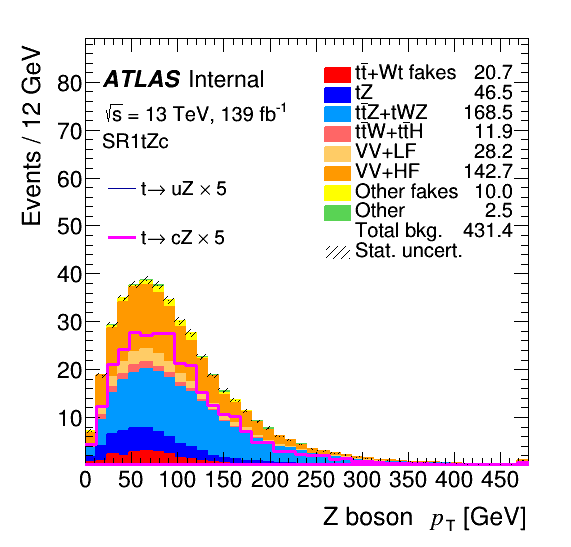 ATLAS Internal
√s = 13 TeV, 139 fb⁻¹
SR1tZc
t→ uZ × 5
t→ cZ × 5
tt̄+Wt fakes 20.7
tZ 46.5
tt̄Z+tWZ 168.5
tt̄W+tt̄H 11.9
VV+LF 28.2
VV+HF 142.7
Other fakes 10.0
Other 2.5
Total bkg. 431.4
Stat. uncert.
Events / 12 GeV
80
70
60
50
40
30
20
10
0 50 100 150 200 250 300 350 400 450
Z boson p_T [GeV]